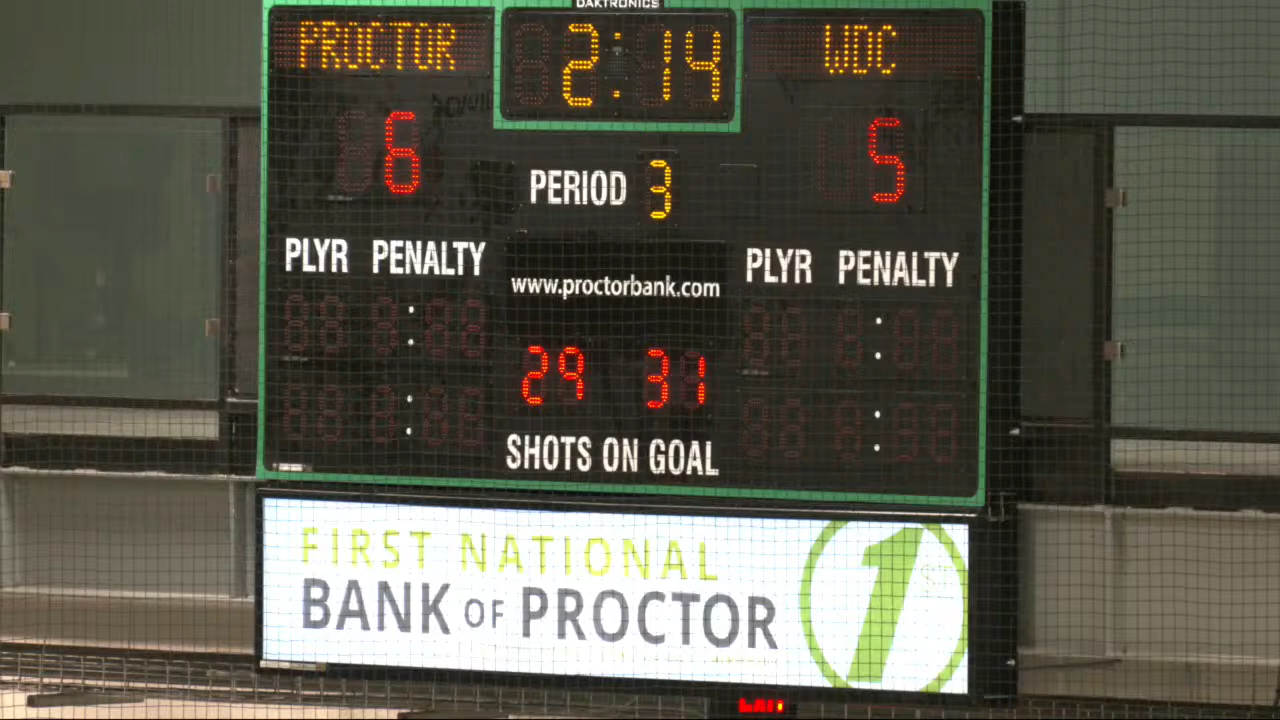 DAKTRONICS
PROCTOR 2:14 WDC
6 5
PERIOD 3
PLYR PENALTY PLYR PENALTY
www.proctorbank.com
29 31
SHOTS ON GOAL
FIRST NATIONAL
BANK OF PROCTOR
1